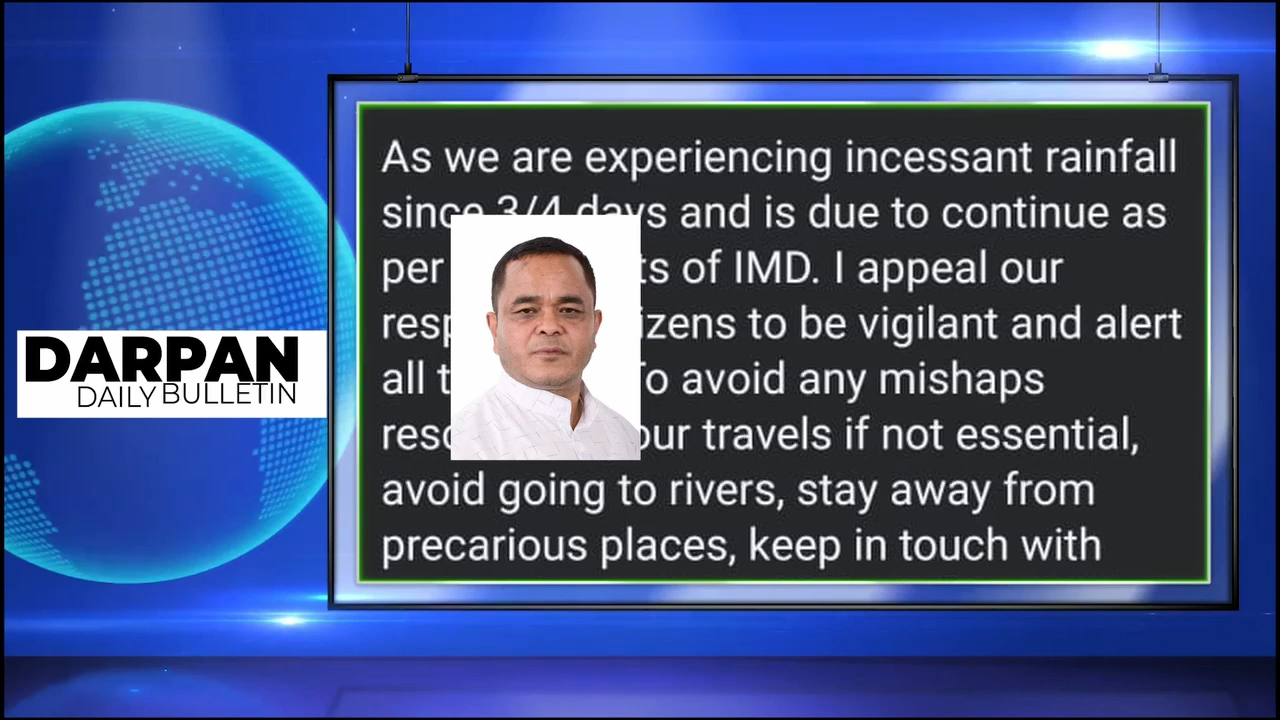 DARPAN
DAILY BULLETIN
As we are experiencing incessant rainfall
since 3/4 days and is due to continue as
per ts of IMD. I appeal our
resp izens to be vigilant and alert
all t To avoid any mishaps
our travels if not essential,
avoid going to rivers, stay away from
precarious places, keep in touch with